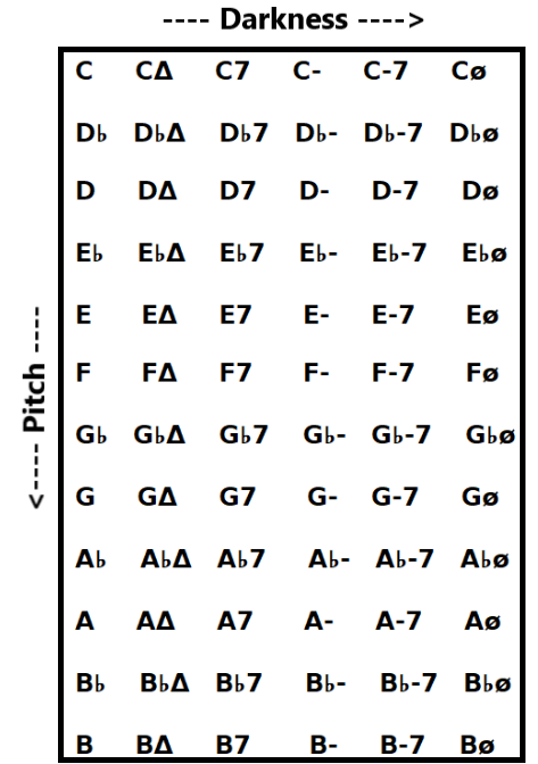 ---- Darkness ---->
C CΔ C7 C- C-7 Cø
D♭ D♭Δ D♭7 D♭- D♭-7 D♭ø
D DΔ D7 D- D-7 Dø
E♭ E♭Δ E♭7 E♭- E♭-7 E♭ø
E EΔ E7 E- E-7 Eø
F FΔ F7 F- F-7 Fø
G♭ G♭Δ G♭7 G♭- G♭-7 G♭ø
G GΔ G7 G- G-7 Gø
A♭ A♭Δ A♭7 A♭- A♭-7 A♭ø
A AΔ A7 A- A-7 Aø
B♭ B♭Δ B♭7 B♭- B♭-7 B♭ø
B BΔ B7 B- B-7 Bø
<---- Pitch ----